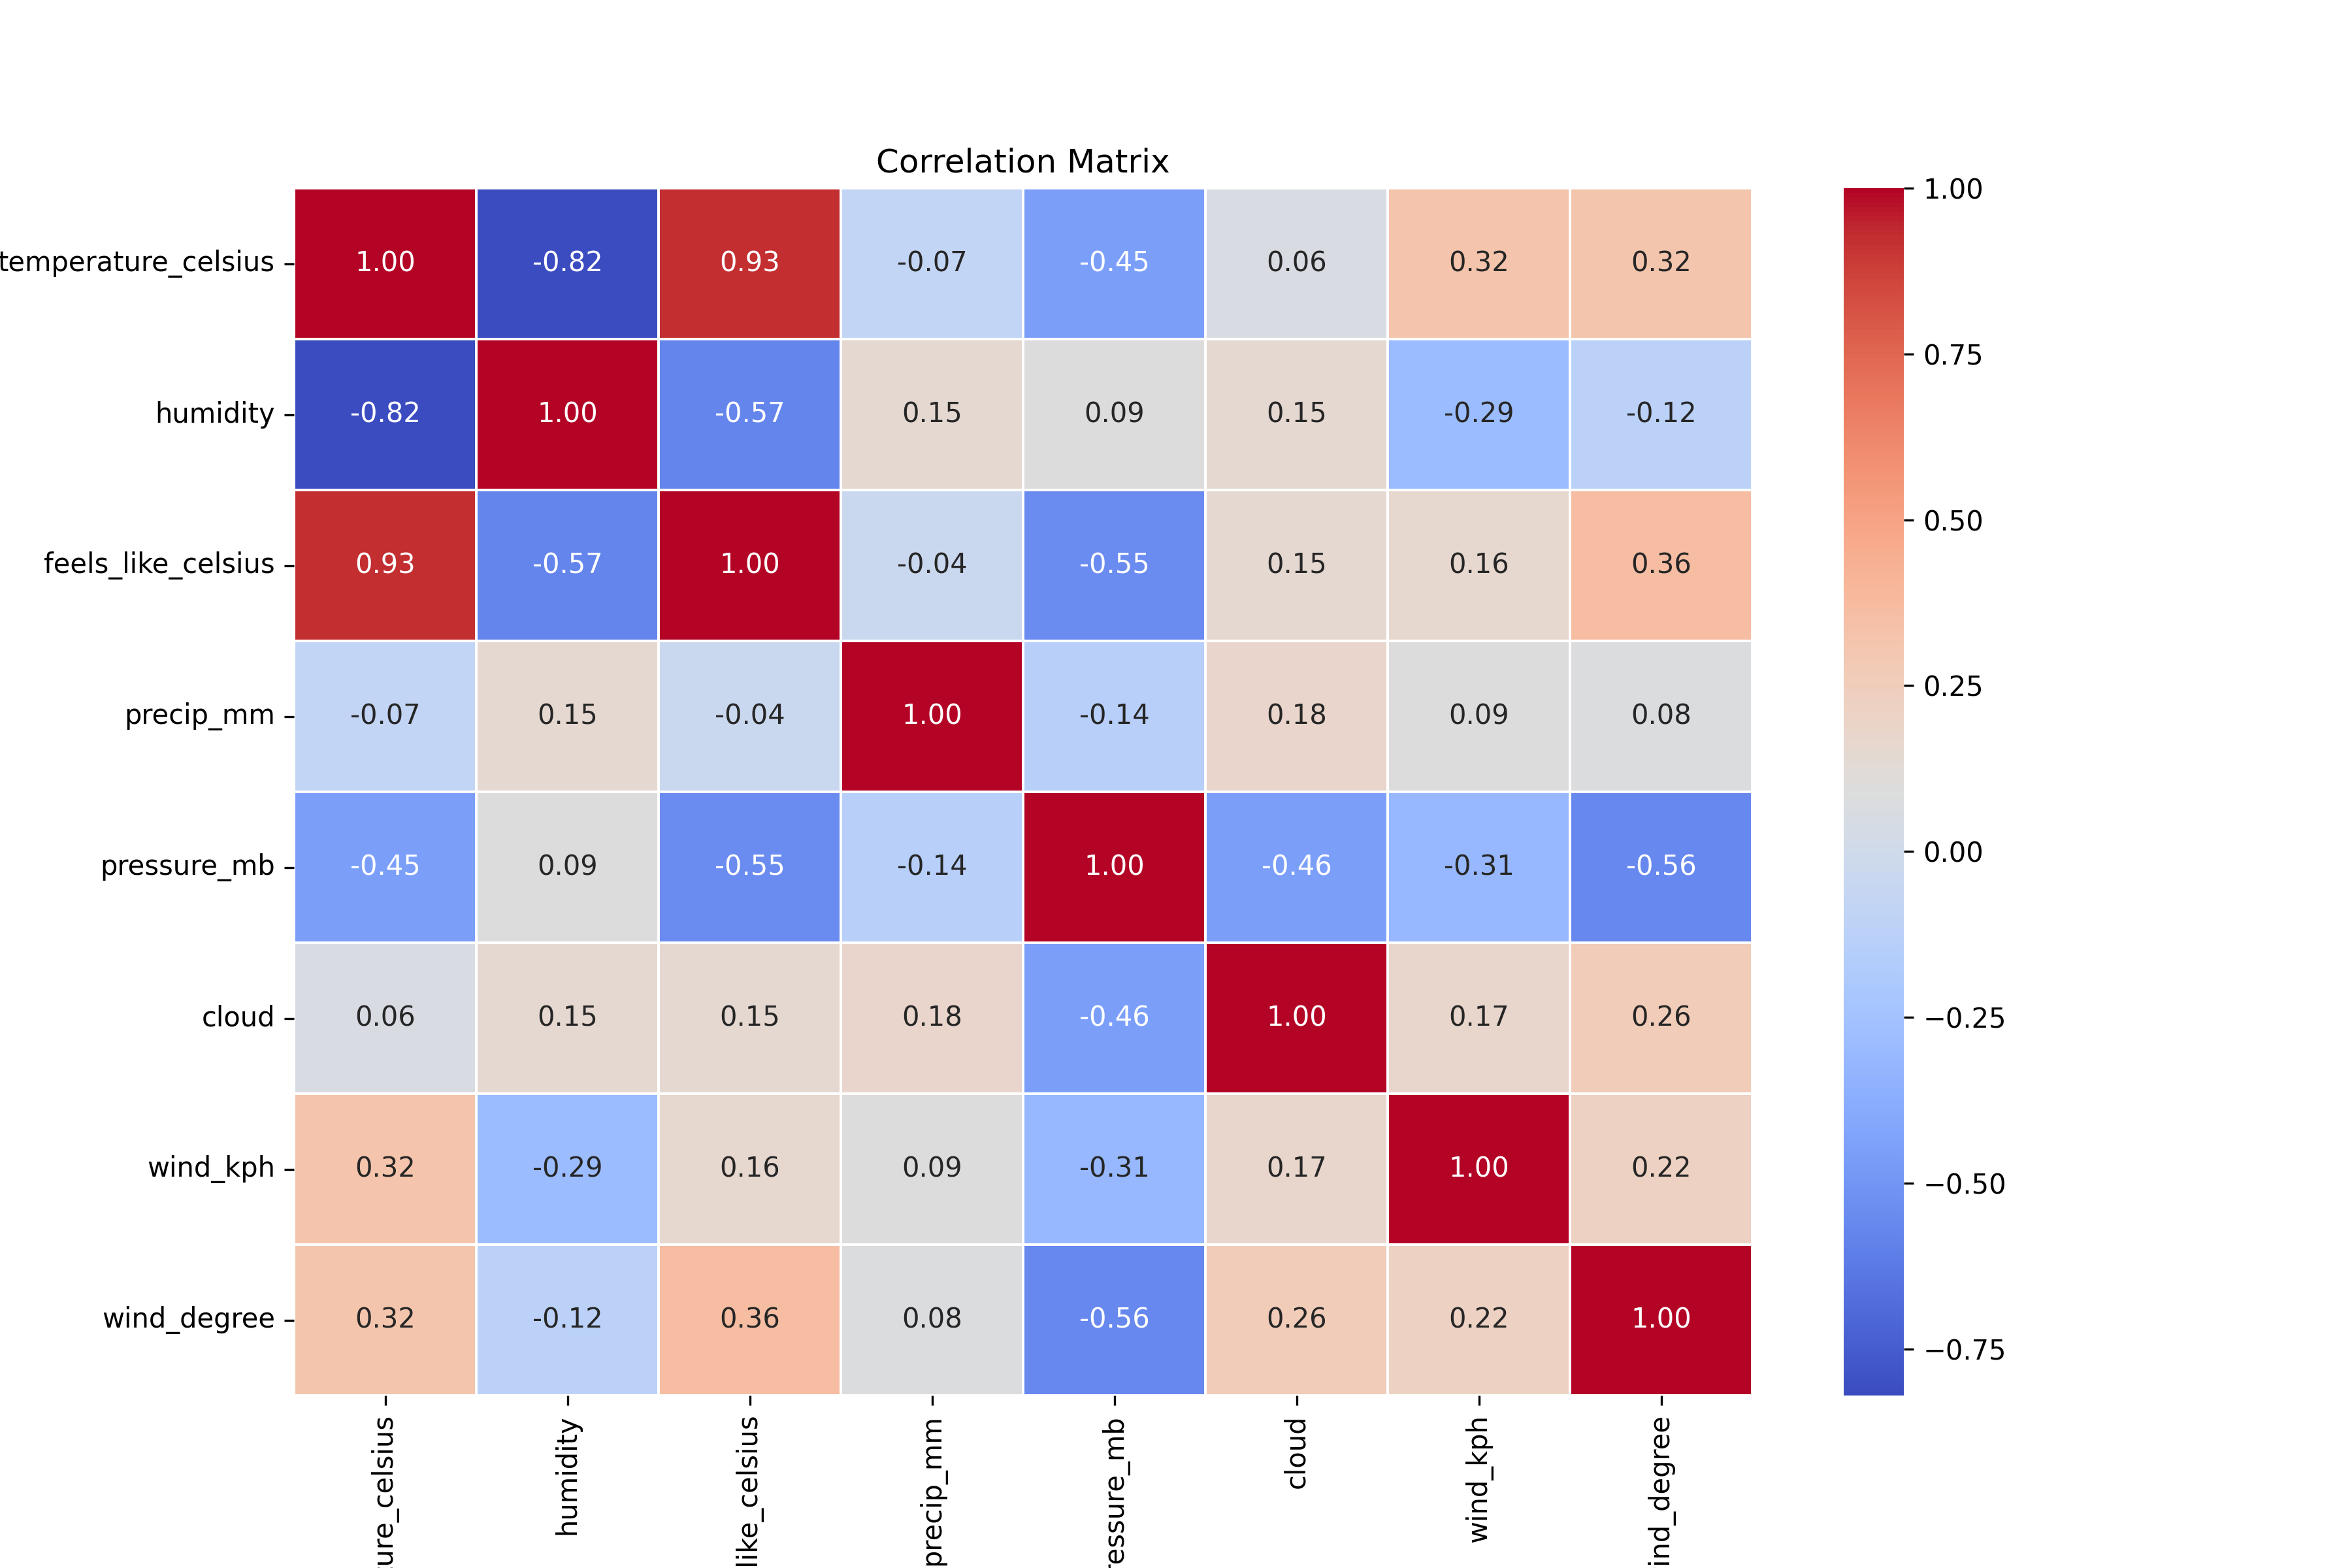 Correlation Matrix
temperature_celsius 1.00 -0.82 0.93 -0.07 -0.45 0.06 0.32 0.32
humidity -0.82 1.00 -0.57 0.15 0.09 0.15 -0.29 -0.12
feels_like_celsius 0.93 -0.57 1.00 -0.04 -0.55 0.15 0.16 0.36
precip_mm -0.07 0.15 -0.04 1.00 -0.14 0.18 0.09 0.08
pressure_mb -0.45 0.09 -0.55 -0.14 1.00 -0.46 -0.31 -0.56
cloud 0.06 0.15 0.15 0.18 -0.46 1.00 0.17 0.26
wind_kph 0.32 -0.29 0.16 0.09 -0.31 0.17 1.00 0.22
wind_degree 0.32 -0.12 0.36 0.08 -0.56 0.26 0.22 1.00
ure_celsius
humidity
like_celsius
precip_mm
ressure_mb
cloud
wind_kph
ind_degree
1.00
0.75
0.50
0.25
0.00
−0.25
−0.50
−0.75